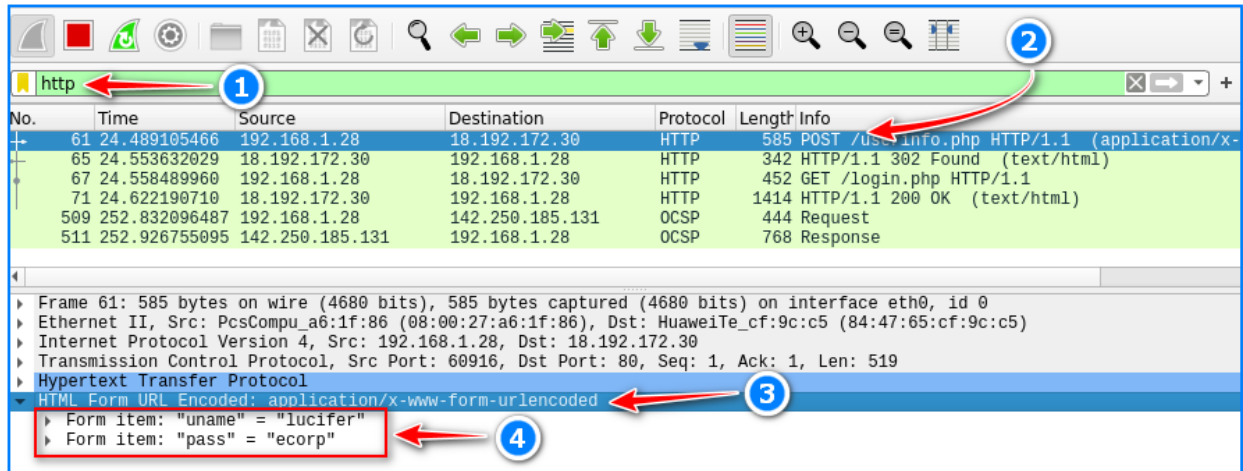 2
http
1
+
No. Time Source Destination Protocol Length Info
61 24.489105466 192.168.1.28 18.192.172.30 HTTP 585 POST /userinfo.php HTTP/1.1 (application/x-
65 24.553632029 18.192.172.30 192.168.1.28 HTTP 342 HTTP/1.1 302 Found (text/html)
67 24.558489960 192.168.1.28 18.192.172.30 HTTP 452 GET /login.php HTTP/1.1
71 24.622190710 18.192.172.30 192.168.1.28 HTTP 1414 HTTP/1.1 200 OK (text/html)
509 252.832096487 192.168.1.28 142.250.185.131 OCSP 444 Request
511 252.926755095 142.250.185.131 192.168.1.28 OCSP 768 Response
Frame 61: 585 bytes on wire (4680 bits), 585 bytes captured (4680 bits) on interface eth0, id 0
Ethernet II, Src: PcsCompu_a6:1f:86 (08:00:27:a6:1f:86), Dst: HuaweiTe_cf:9c:c5 (84:47:65:cf:9c:c5)
Internet Protocol Version 4, Src: 192.168.1.28, Dst: 18.192.172.30
Transmission Control Protocol, Src Port: 60916, Dst Port: 80, Seq: 1, Ack: 1, Len: 519
Hypertext Transfer Protocol
HTML Form URL Encoded: application/x-www-form-urlencoded
3
Form item: "uname" = "lucifer"
Form item: "pass" = "ecorp"
4